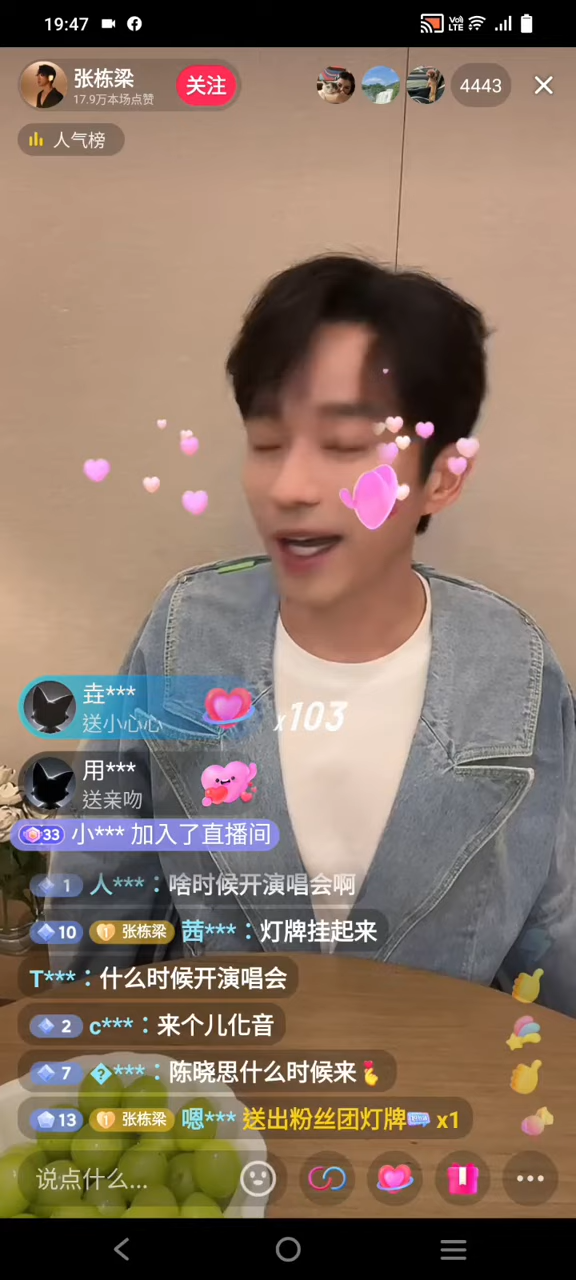 19:47
Vo) LTE
张栋梁
17.9万本场点赞
关注
4443
人气榜
垚***
送小心心
x103
用***
送亲吻
33 小*** 加入了直播间
1 人***：啥时候开演唱会啊
10 1 张栋梁 茜***：灯牌挂起来
T***：什么时候开演唱会
2 c***：来个儿化音
7 �***：陈晓思什么时候来
13 1 张栋梁 嗯*** 送出粉丝团灯牌 x1
说点什么...